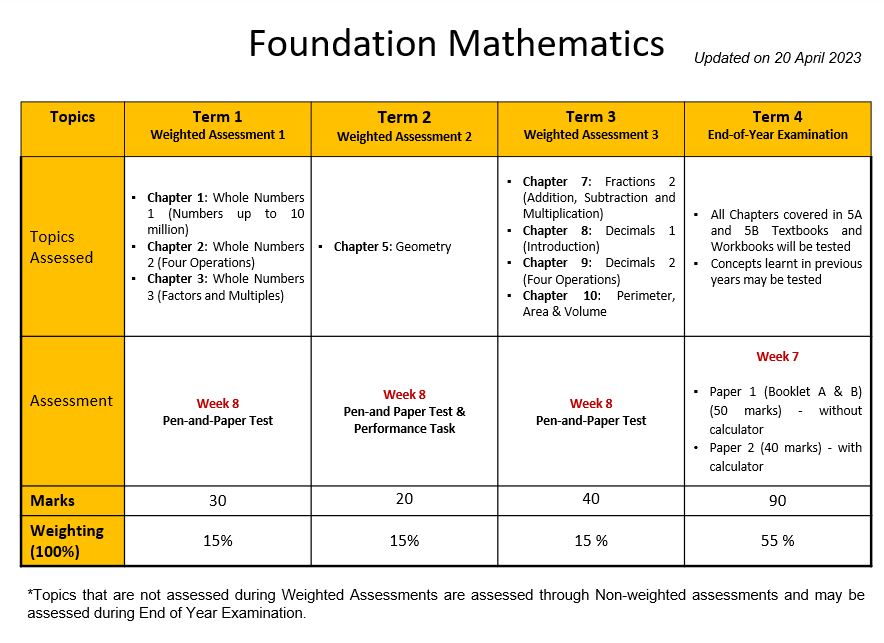 Foundation Mathematics
Updated on 20 April 2023
Topics
Term 1
Weighted Assessment 1
Term 2
Weighted Assessment 2
Term 3
Weighted Assessment 3
Term 4
End-of-Year Examination
Topics
Assessed
▪ Chapter 1: Whole Numbers
1 (Numbers up to 10
million)
▪ Chapter 2: Whole Numbers
2 (Four Operations)
▪ Chapter 3: Whole Numbers
3 (Factors and Multiples)
▪ Chapter 5: Geometry
▪ Chapter 7: Fractions 2
(Addition, Subtraction and
Multiplication)
▪ Chapter 8: Decimals 1
(Introduction)
▪ Chapter 9: Decimals 2
(Four Operations)
▪ Chapter 10: Perimeter,
Area & Volume
▪ All Chapters covered in 5A
and 5B Textbooks and
Workbooks will be tested
▪ Concepts learnt in previous
years may be tested
Assessment
Week 8
Pen-and-Paper Test
Week 8
Pen-and Paper Test &
Performance Task
Week 8
Pen-and-Paper Test
Week 7
▪ Paper 1 (Booklet A & B)
(50 marks) - without
calculator
• Paper 2 (40 marks) - with
calculator
Marks
30
20
40
90
Weighting
(100%)
15%
15%
15 %
55 %
*Topics that are not assessed during Weighted Assessments are assessed through Non-weighted assessments and may be
assessed during End of Year Examination.